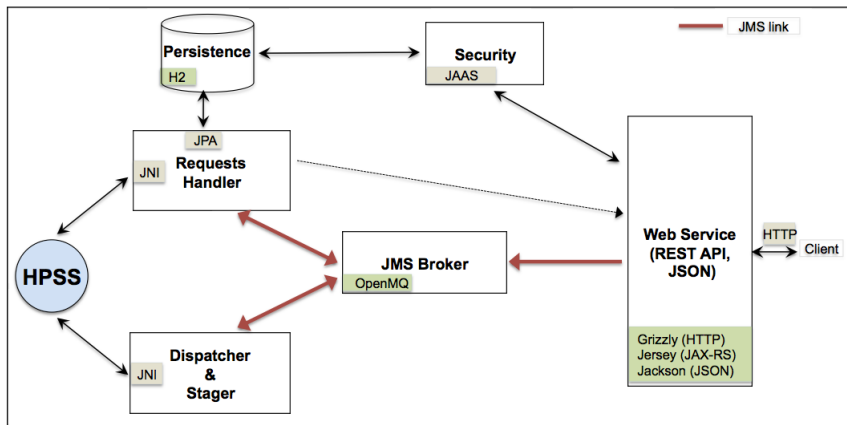 Persistence
H2
Security
JAAS
JMS link
JPA
JNI
Requests
Handler
HPSS
JMS Broker
OpenMQ
Web Service
(REST API,
JSON)
HTTP
Client
Grizzly (HTTP)
Jersey (JAX-RS)
Jackson (JSON)
JNI
Dispatcher
&
Stager